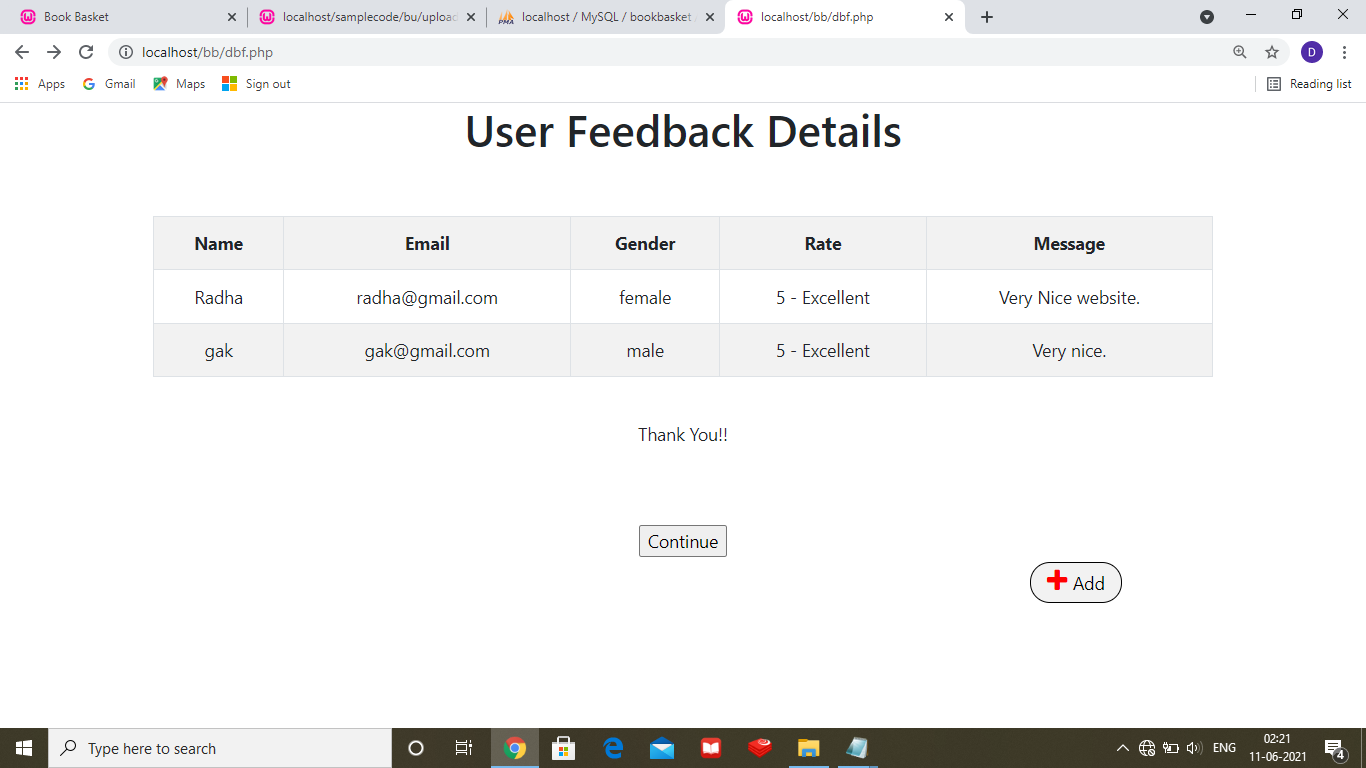 Book Basket
localhost/samplecode/bu/upload
localhost / MySQL / bookbasket
localhost/bb/dbf.php
localhost/bb/dbf.php
D
Apps Gmail Maps Sign out Reading list
User Feedback Details
Name Email Gender Rate Message
Radha radha@gmail.com female 5 - Excellent Very Nice website.
gak gak@gmail.com male 5 - Excellent Very nice.
Thank You!!
Continue
Add
Type here to search
ENG
02:21
11-06-2021
4